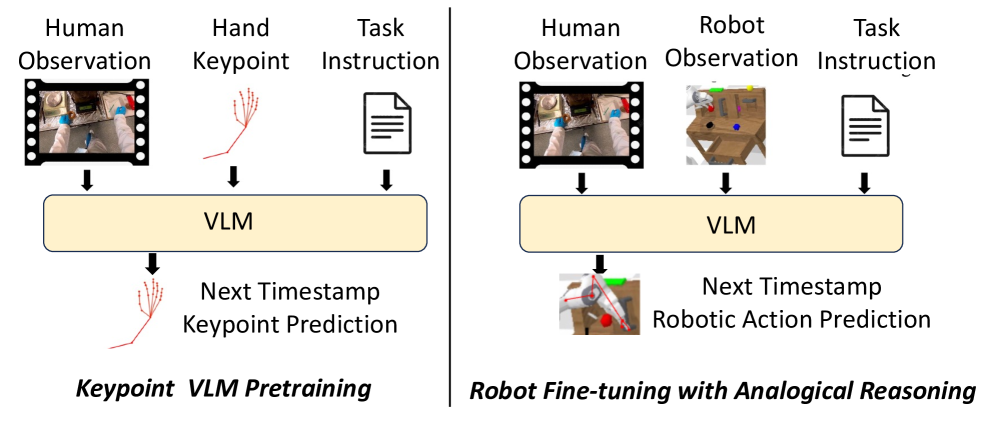 Human
Observation
Hand
Keypoint
Task
Instruction
VLM
Next Timestamp
Keypoint Prediction
Keypoint VLM Pretraining
Human
Observation
Robot
Observation
Task
Instruction
VLM
Next Timestamp
Robotic Action Prediction
Robot Fine-tuning with Analogical Reasoning